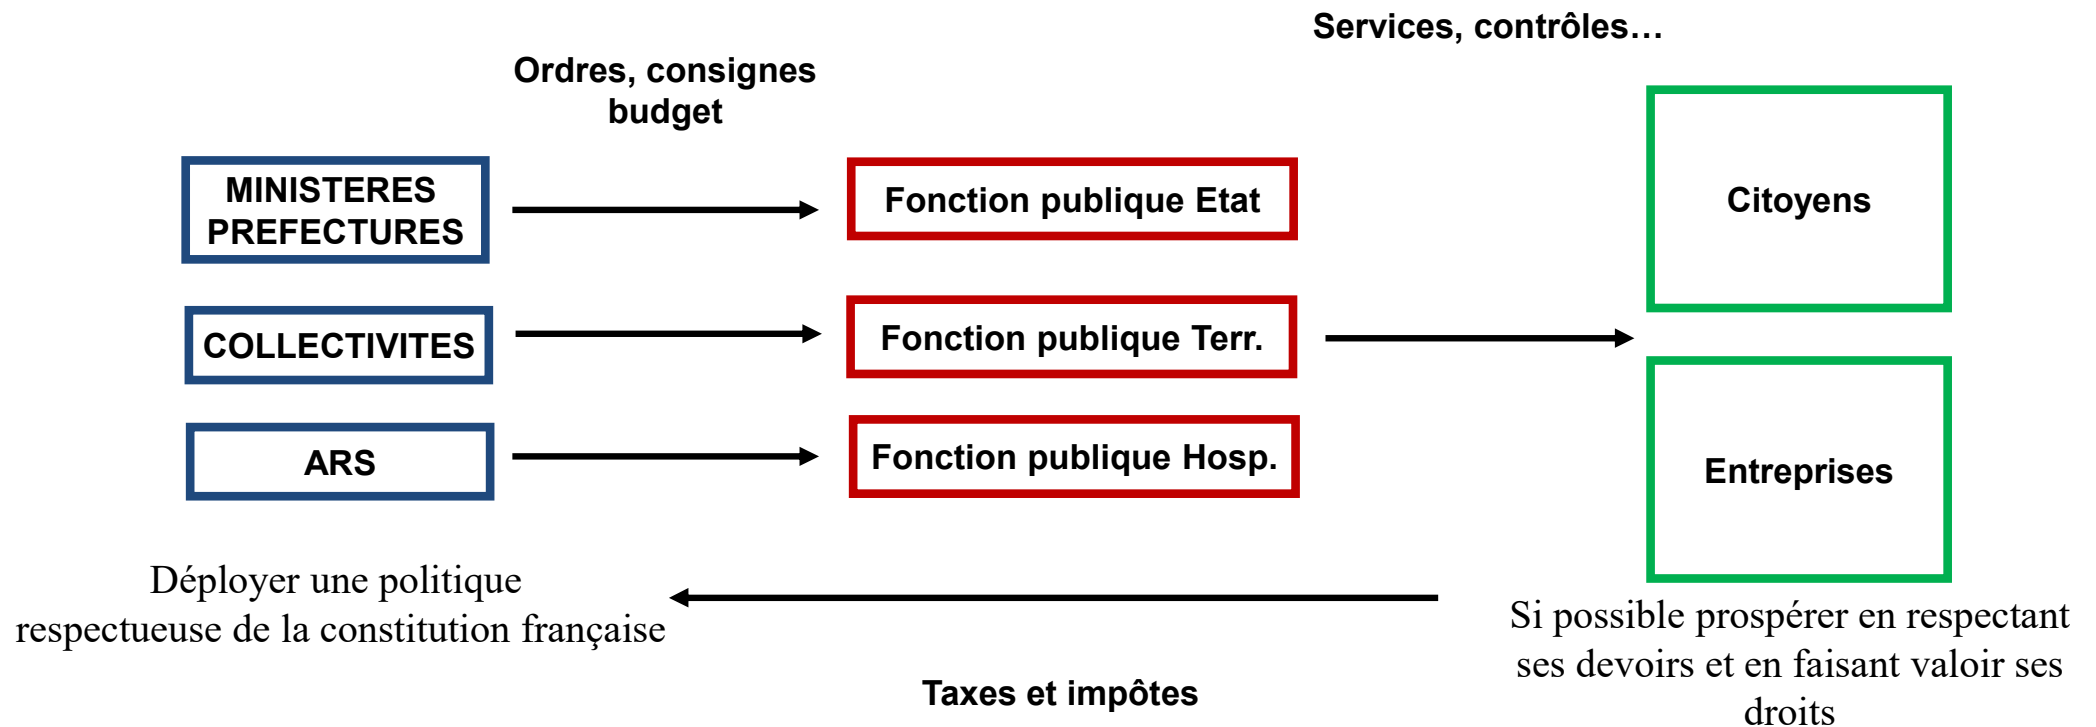 Services, contrôles…
Ordres, consignes
budget
MINISTERES
PREFECTURES
Fonction publique Etat
Citoyens
COLLECTIVITES
Fonction publique Terr.
ARS
Fonction publique Hosp.
Entreprises
Déployer une politique
respectueuse de la constitution française
Si possible prospérer en respectant
ses devoirs et en faisant valoir ses
droits
Taxes et impôtes